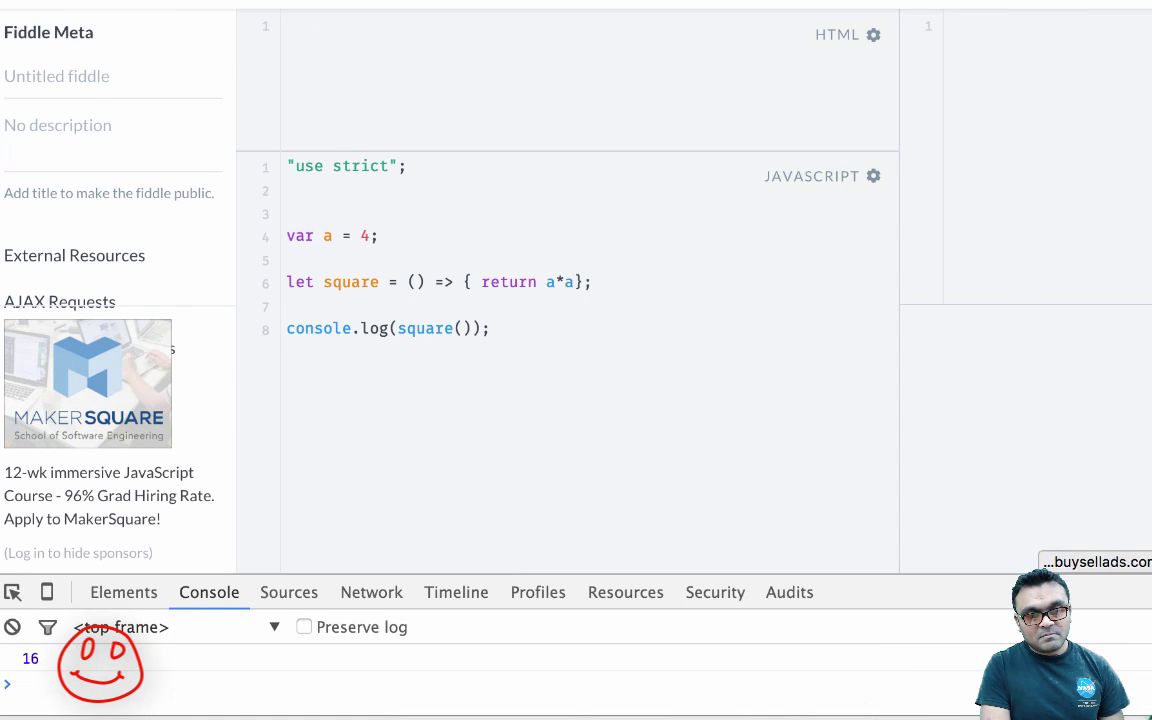 Fiddle Meta
Untitled fiddle
No description
Add title to make the fiddle public.
External Resources
AJAX Requests
s
MAKERSQUARE
School of Software Engineering
12-wk immersive JavaScript
Course - 96% Grad Hiring Rate.
Apply to MakerSquare!
(Log in to hide sponsors)
1
HTML
JAVASCRIPT
1 "use strict";
2
3
4 var a = 4;
5
6 let square = () => { return a*a};
7
8 console.log(square());
1
...buysellads.com
Elements Console Sources Network Timeline Profiles Resources Security Audits
<top frame> ▼ Preserve log
16
>
NASA